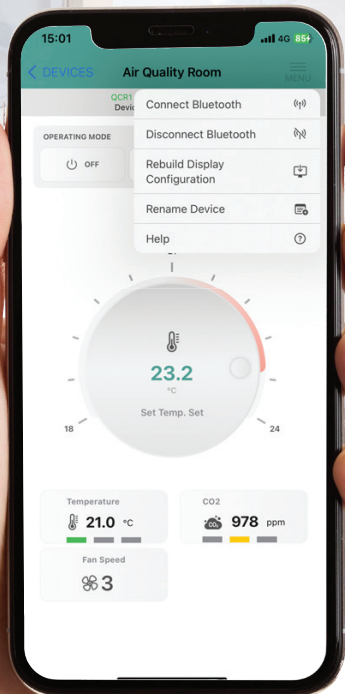 15:01
4G 85+
DEVICES Air Quality Room MENU
QCR1
Devic
Connect Bluetooth
Disconnect Bluetooth
Rebuild Display
Configuration
Rename Device
Help
OPERATING MODE
OFF
23.2
°C
Set Temp. Set
18
24
Temperature
21.0 °C
CO2
CO₂
978 ppm
Fan Speed
3